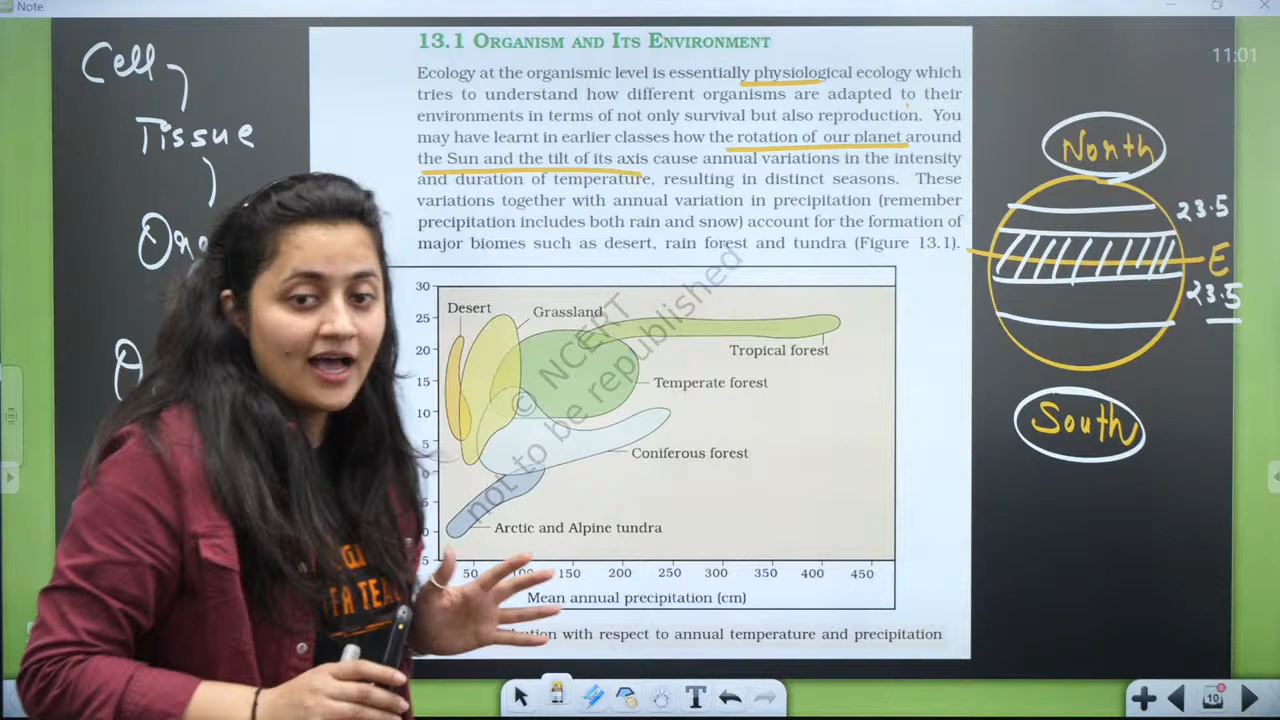 Note
11:01
Cell
Tissue
13.1 ORGANISM AND ITS ENVIRONMENT
Ecology at the organismic level is essentially physiological ecology which
tries to understand how different organisms are adapted to their
environments in terms of not only survival but also reproduction. You
may have learnt in earlier classes how the rotation of our planet around
the Sun and the tilt of its axis cause annual variations in the intensity
and duration of temperature, resulting in distinct seasons. These
variations together with annual variation in precipitation (remember
precipitation includes both rain and snow) account for the formation of
major biomes such as desert, rain forest and tundra (Figure 13.1).
30
25
20
15
10
5
0
5
0
5
Desert
Grassland
Tropical forest
Temperate forest
Coniferous forest
Arctic and Alpine tundra
© NCERT
not to be republished
50 100 150 200 250 300 350 400 450
Mean annual precipitation (cm)
with respect to annual temperature and precipitation
North
23.5
E
23.5
South
T
10